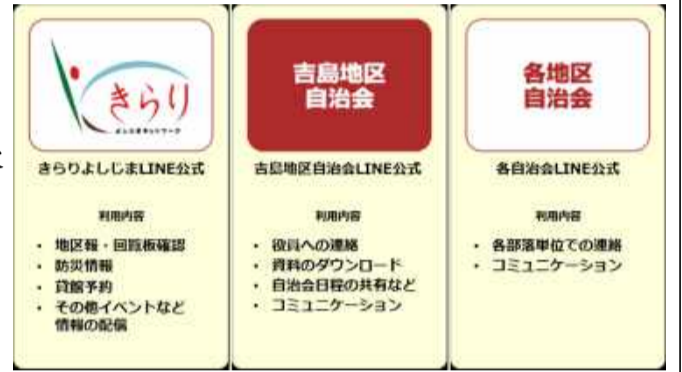 きらり
よしじまネットワーク
きらりよしじまLINE公式
利用内容
・ 地区報・回覧板確認
・ 防災情報
・ 貸館予約
・ その他イベントなど
情報の配信
吉島地区
自治会
吉島地区自治会LINE公式
利用内容
・ 役員への連絡
・ 資料のダウンロード
・ 自治会日程の共有など
・ コミュニケーション
各地区
自治会
各自治会LINE公式
利用内容
・ 各部落単位での連絡
・ コミュニケーション